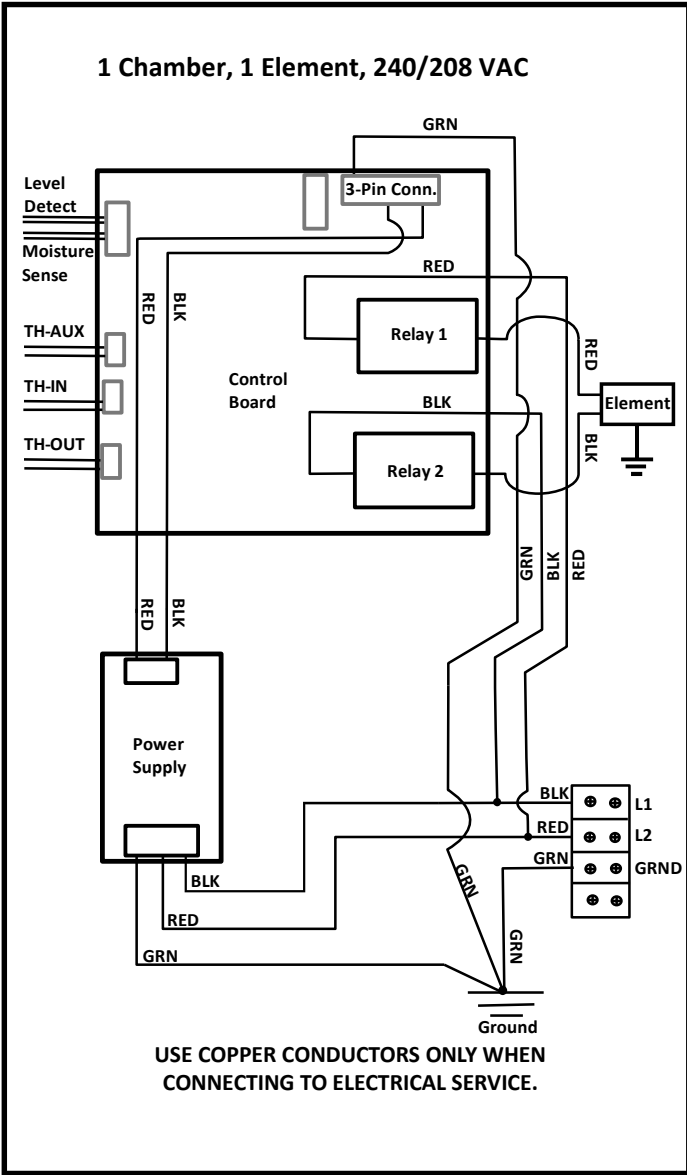 1 Chamber, 1 Element, 240/208 VAC
GRN
Level
Detect
3-Pin Conn.
Moisture
Sense
RED
RED
BLK
TH-AUX
Relay 1
RED
TH-IN
Control
Board
BLK
Element
TH-OUT
BLK
Relay 2
GRN
BLK
RED
RED
BLK
Power
Supply
BLK
L1
RED
L2
GRN
GRND
BLK
GRN
RED
GRN
GRN
Ground
USE COPPER CONDUCTORS ONLY WHEN
CONNECTING TO ELECTRICAL SERVICE.